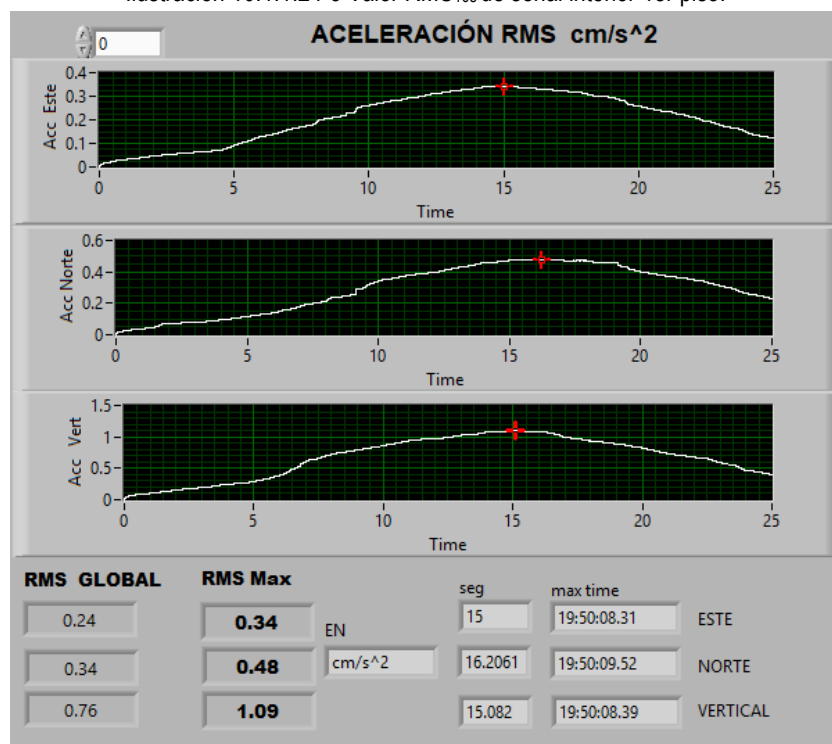 ACELERACIÓN RMS cm/s^2
0
Acc Este
0.4
0.3
0.2
0.1
0
0 5 10 15 20 25
Time
Acc Norte
0.6
0.4
0.2
0
0 5 10 15 20 25
Time
Acc Vert
1.5
1
0.5
0
0 5 10 15 20 25
Time
RMS GLOBAL RMS Max seg max time
0.24 0.34 EN 15 19:50:08.31 ESTE
0.34 0.48 cm/s^2 16.2061 19:50:09.52 NORTE
0.76 1.09 15.082 19:50:08.39 VERTICAL